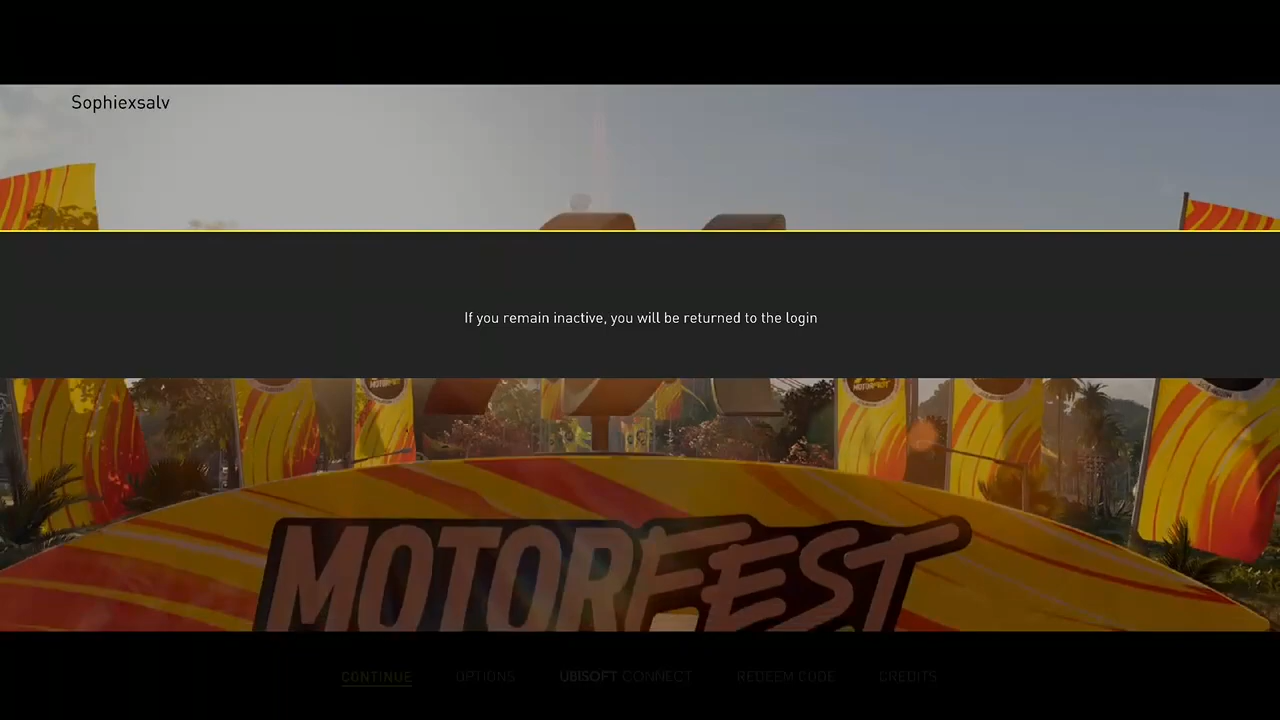 Sophiexsalv
If you remain inactive, you will be returned to the login
MOTORFEST
CONTINUE OPTIONS UBISOFT CONNECT REDEEM CODE CREDITS